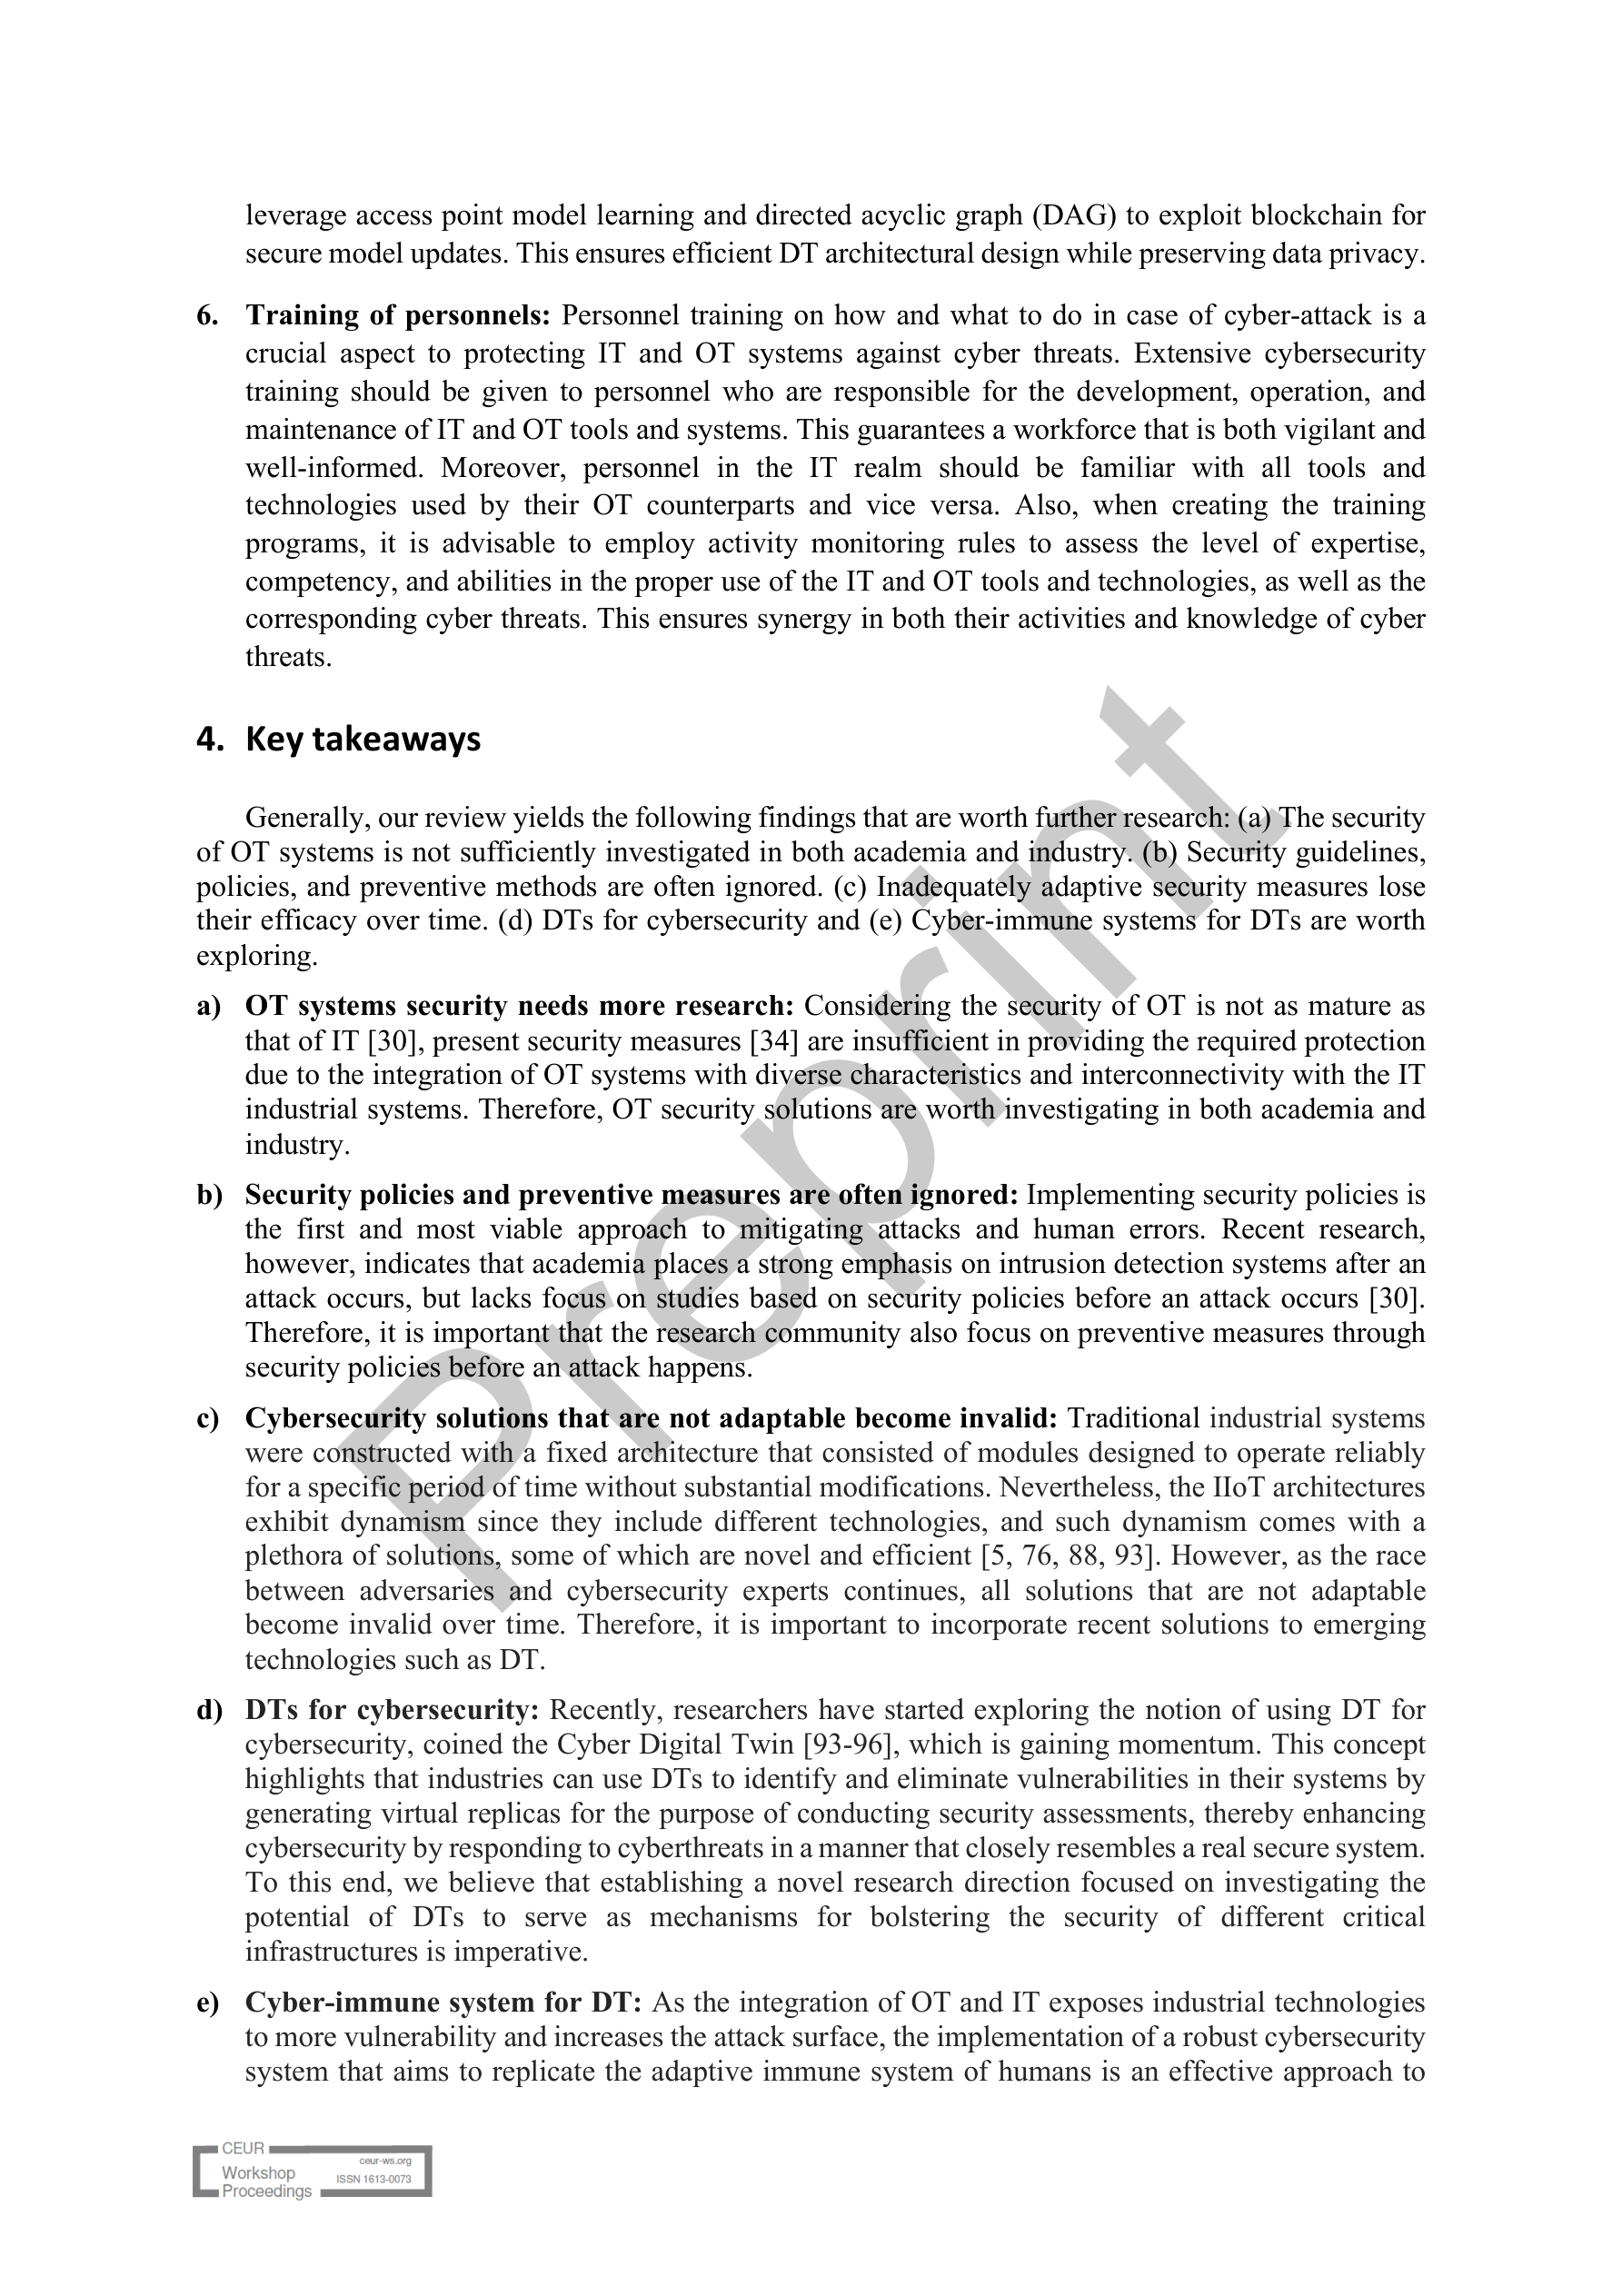 leverage access point model learning and directed acyclic graph (DAG) to exploit blockchain for
secure model updates. This ensures efficient DT architectural design while preserving data privacy.
6. Training of personnels: Personnel training on how and what to do in case of cyber-attack is a
crucial aspect to protecting IT and OT systems against cyber threats. Extensive cybersecurity
training should be given to personnel who are responsible for the development, operation, and
maintenance of IT and OT tools and systems. This guarantees a workforce that is both vigilant and
well-informed. Moreover, personnel in the IT realm should be familiar with all tools and
technologies used by their OT counterparts and vice versa. Also, when creating the training
programs, it is advisable to employ activity monitoring rules to assess the level of expertise,
competency, and abilities in the proper use of the IT and OT tools and technologies, as well as the
corresponding cyber threats. This ensures synergy in both their activities and knowledge of cyber
threats.
4. Key takeaways
Generally, our review yields the following findings that are worth further research: (a) The security
of OT systems is not sufficiently investigated in both academia and industry. (b) Security guidelines,
policies, and preventive methods are often ignored. (c) Inadequately adaptive security measures lose
their efficacy over time. (d) DTs for cybersecurity and (e) Cyber-immune systems for DTs are worth
exploring.
a) OT systems security needs more research: Considering the security of OT is not as mature as
that of IT [30], present security measures [34] are insufficient in providing the required protection
due to the integration of OT systems with diverse characteristics and interconnectivity with the IT
industrial systems. Therefore, OT security solutions are worth investigating in both academia and
industry.
b) Security policies and preventive measures are often ignored: Implementing security policies is
the first and most viable approach to mitigating attacks and human errors. Recent research,
however, indicates that academia places a strong emphasis on intrusion detection systems after an
attack occurs, but lacks focus on studies based on security policies before an attack occurs [30].
Therefore, it is important that the research community also focus on preventive measures through
security policies before an attack happens.
c) Cybersecurity solutions that are not adaptable become invalid: Traditional industrial systems
were constructed with a fixed architecture that consisted of modules designed to operate reliably
for a specific period of time without substantial modifications. Nevertheless, the IIoT architectures
exhibit dynamism since they include different technologies, and such dynamism comes with a
plethora of solutions, some of which are novel and efficient [5, 76, 88, 93]. However, as the race
between adversaries and cybersecurity experts continues, all solutions that are not adaptable
become invalid over time. Therefore, it is important to incorporate recent solutions to emerging
technologies such as DT.
d) DTs for cybersecurity: Recently, researchers have started exploring the notion of using DT for
cybersecurity, coined the Cyber Digital Twin [93-96], which is gaining momentum. This concept
highlights that industries can use DTs to identify and eliminate vulnerabilities in their systems by
generating virtual replicas for the purpose of conducting security assessments, thereby enhancing
cybersecurity by responding to cyberthreats in a manner that closely resembles a real secure system.
To this end, we believe that establishing a novel research direction focused on investigating the
potential of DTs to serve as mechanisms for bolstering the security of different critical
infrastructures is imperative.
e) Cyber-immune system for DT: As the integration of OT and IT exposes industrial technologies
to more vulnerability and increases the attack surface, the implementation of a robust cybersecurity
system that aims to replicate the adaptive immune system of humans is an effective approach to
Preprint
CEUR
Workshop
Proceedings
ceur-ws.org
ISSN 1613-0073